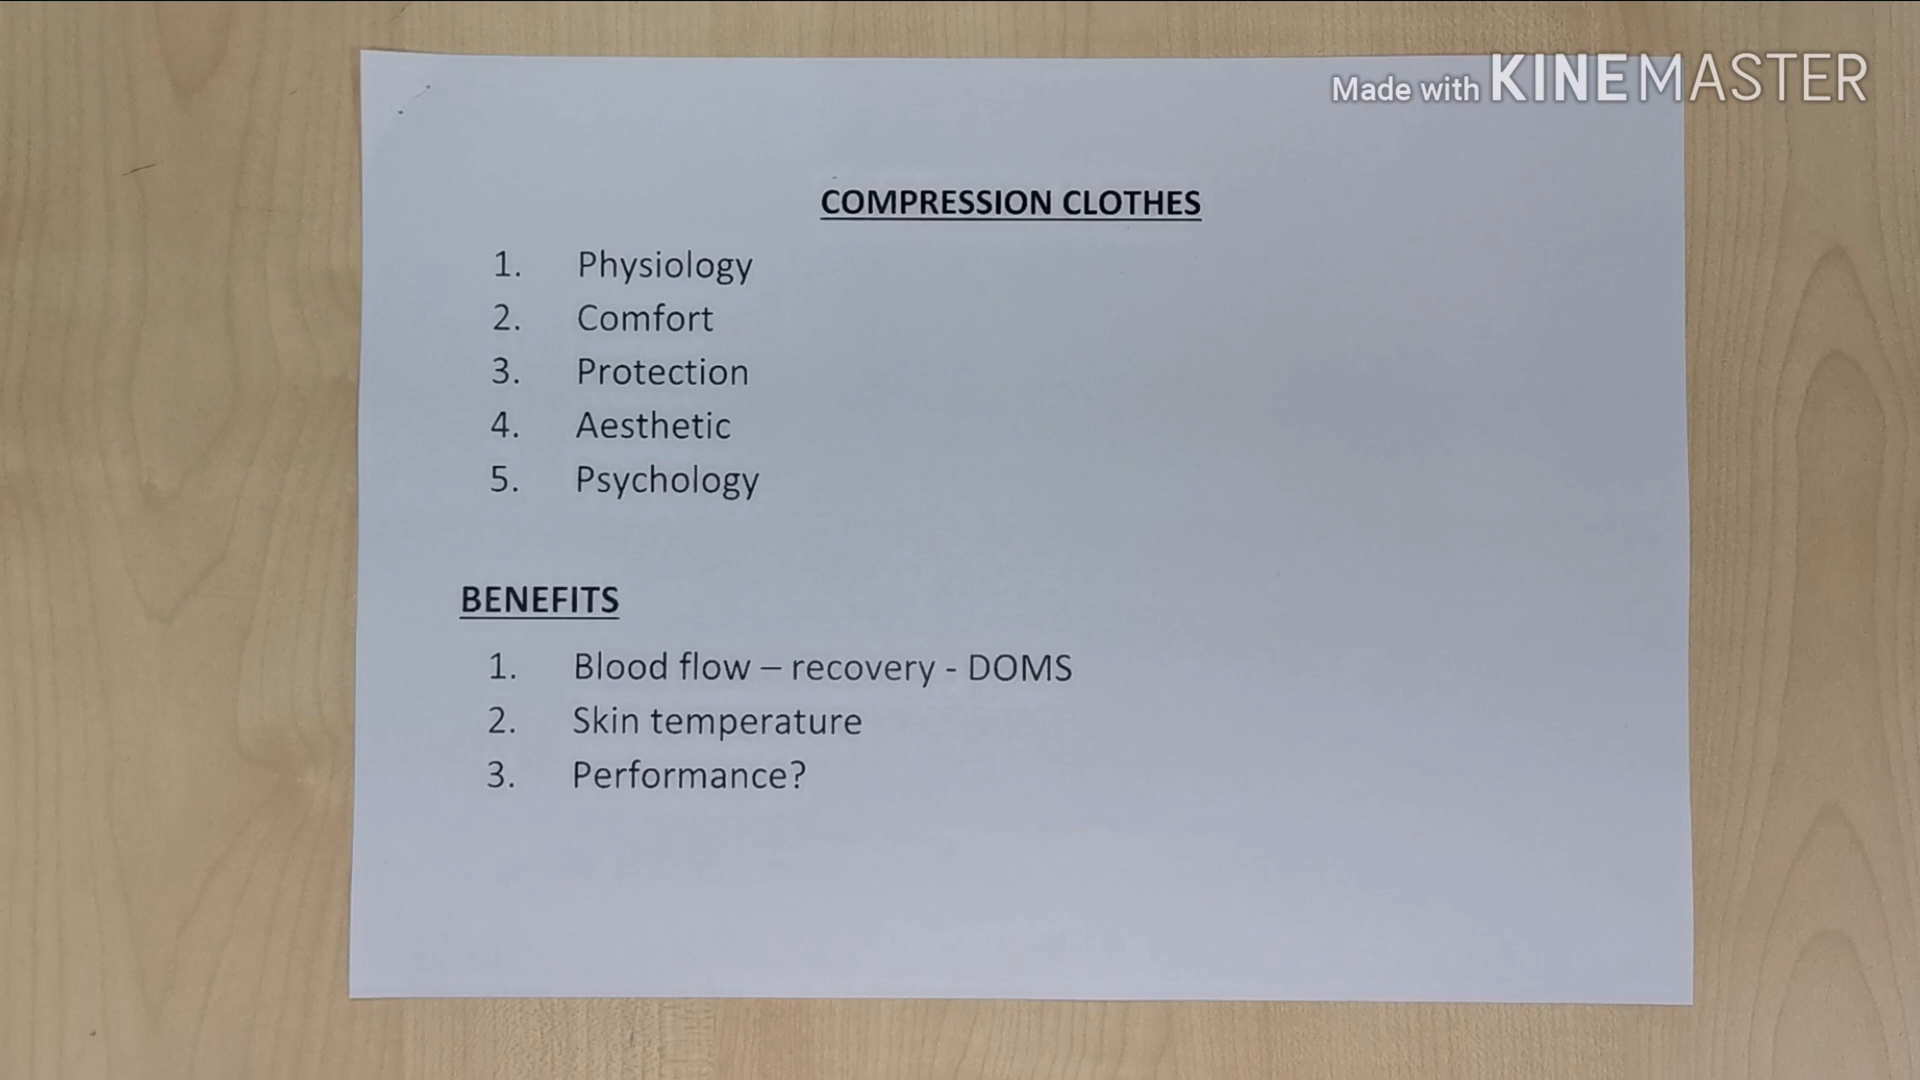 Made with KINEMASTER
COMPRESSION CLOTHES
1. Physiology
2. Comfort
3. Protection
4. Aesthetic
5. Psychology
BENEFITS
1. Blood flow – recovery - DOMS
2. Skin temperature
3. Performance?